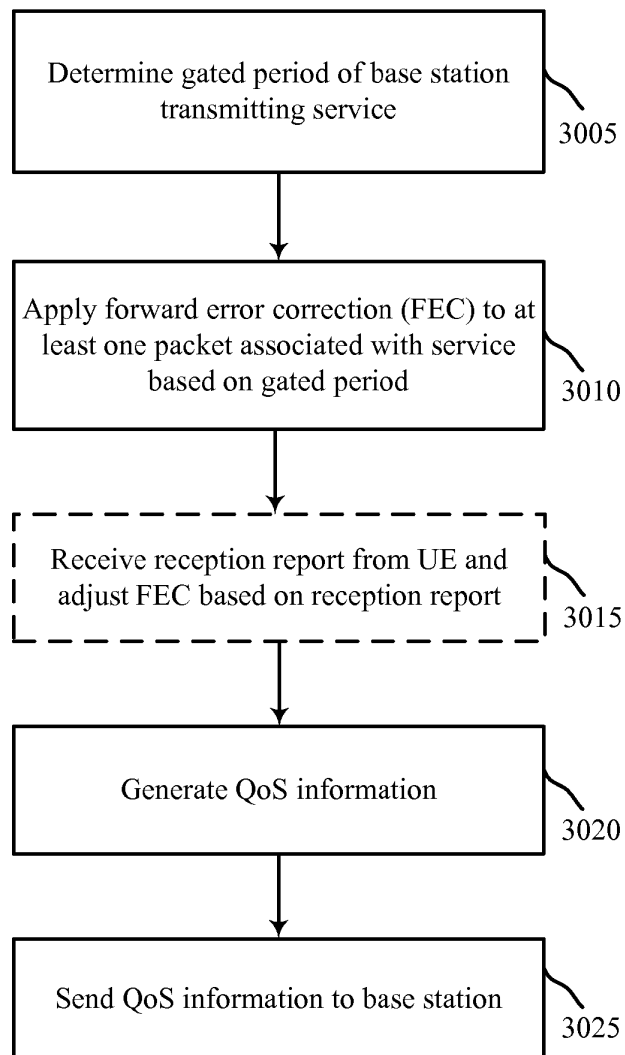 Determine gated period of base station
transmitting service
3005
Apply forward error correction (FEC) to at
least one packet associated with service
based on gated period
3010
Receive reception report from UE and
adjust FEC based on reception report
3015
Generate QoS information
3020
Send QoS information to base station
3025